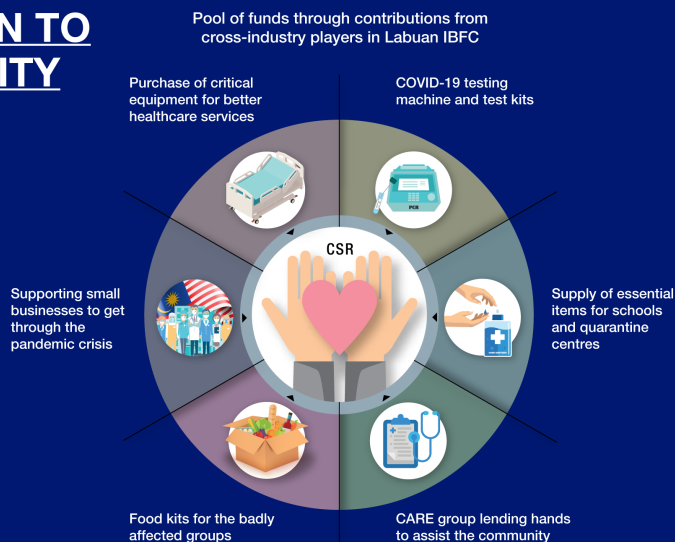 N TO
ITY
Pool of funds through contributions from
cross-industry players in Labuan IBFC
Purchase of critical
equipment for better
healthcare services
COVID-19 testing
machine and test kits
PCB
CSR
Supporting small
businesses to get
through the
pandemic crisis
Supply of essential
items for schools
and quarantine
centres
Food kits for the badly
affected groups
CARE group lending hands
to assist the community